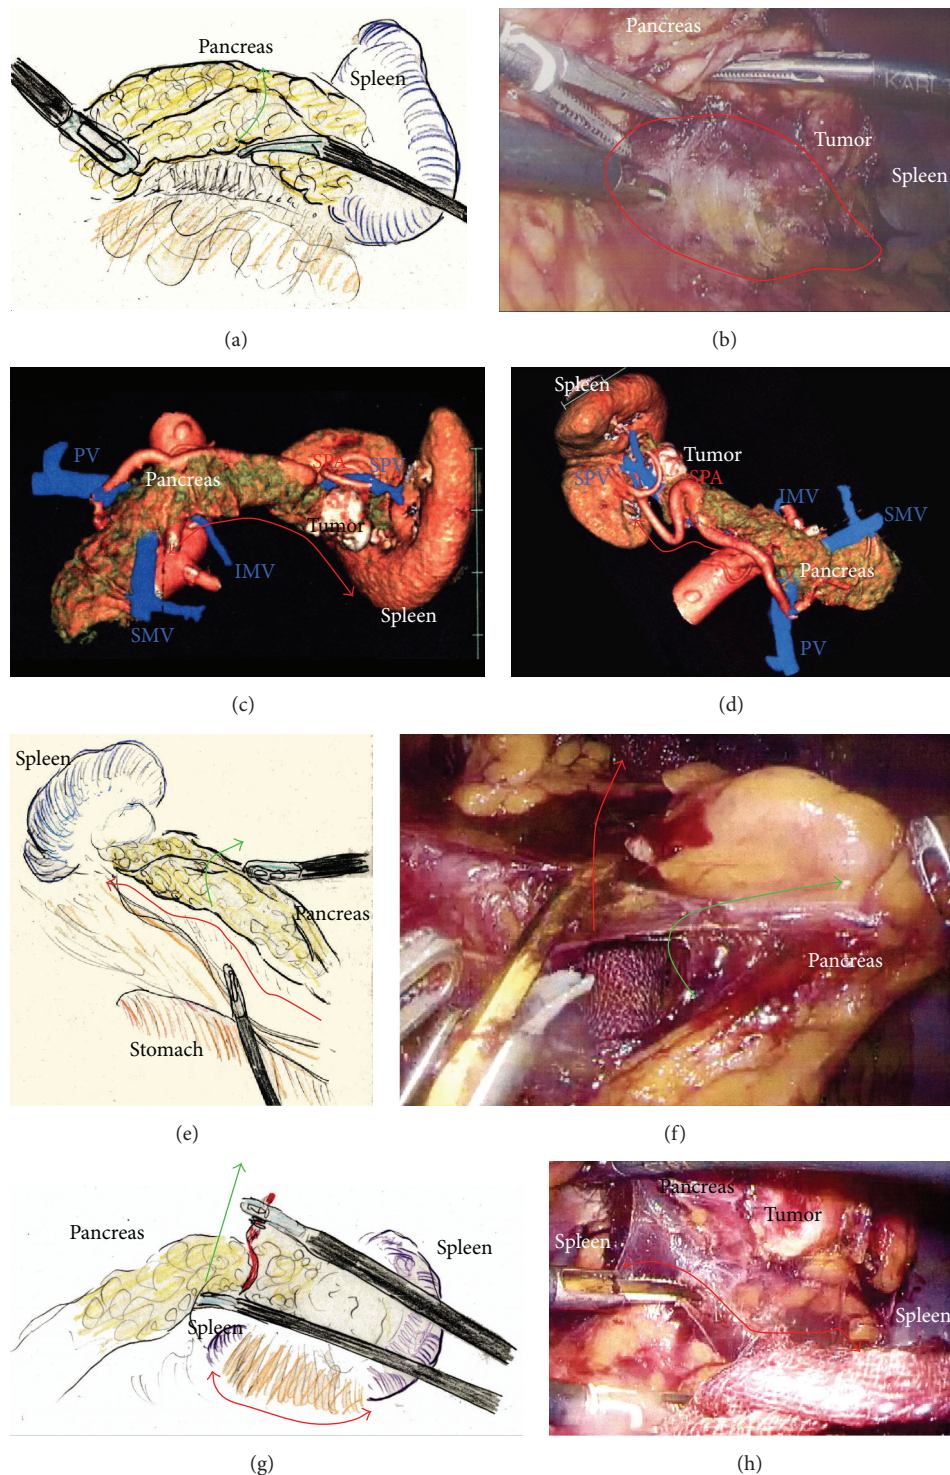 Pancreas
Spleen
Pancreas
KARL
Tumor
Spleen
(a)
(b)
PV
Pancreas
SPA
SPV
Tumor
IMV
SMV
Spleen
Spleen
Tumor
SPV
SPA
IMV
SMV
Pancreas
PV
(c)
(d)
Spleen
Pancreas
Stomach
Pancreas
(e)
(f)
Pancreas
Spleen
Spleen
Pancreas
Tumor
Spleen
Spleen
(g)
(h)